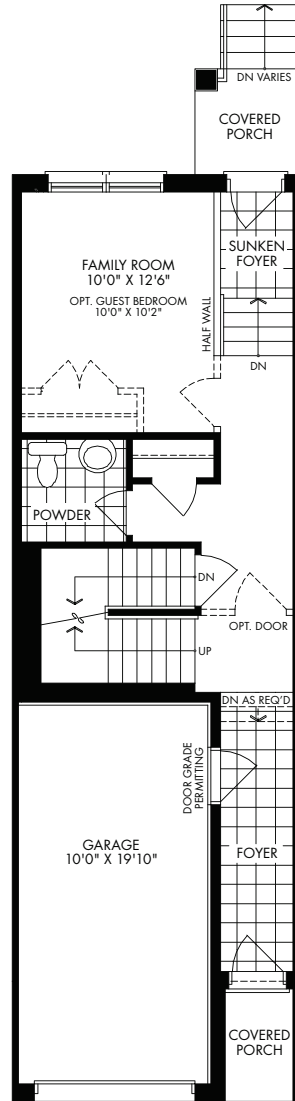 DN VARIES
COVERED
PORCH
SUNKEN
FOYER
FAMILY ROOM
10'0" X 12'6"
OPT. GUEST BEDROOM
10'0" X 10'2"
HALF WALL
DN
POWDER
DN
OPT. DOOR
UP
DN AS REQ'D
DOOR GRADE
PERMITTING
FOYER
GARAGE
10'0" X 19'10"
COVERED
PORCH